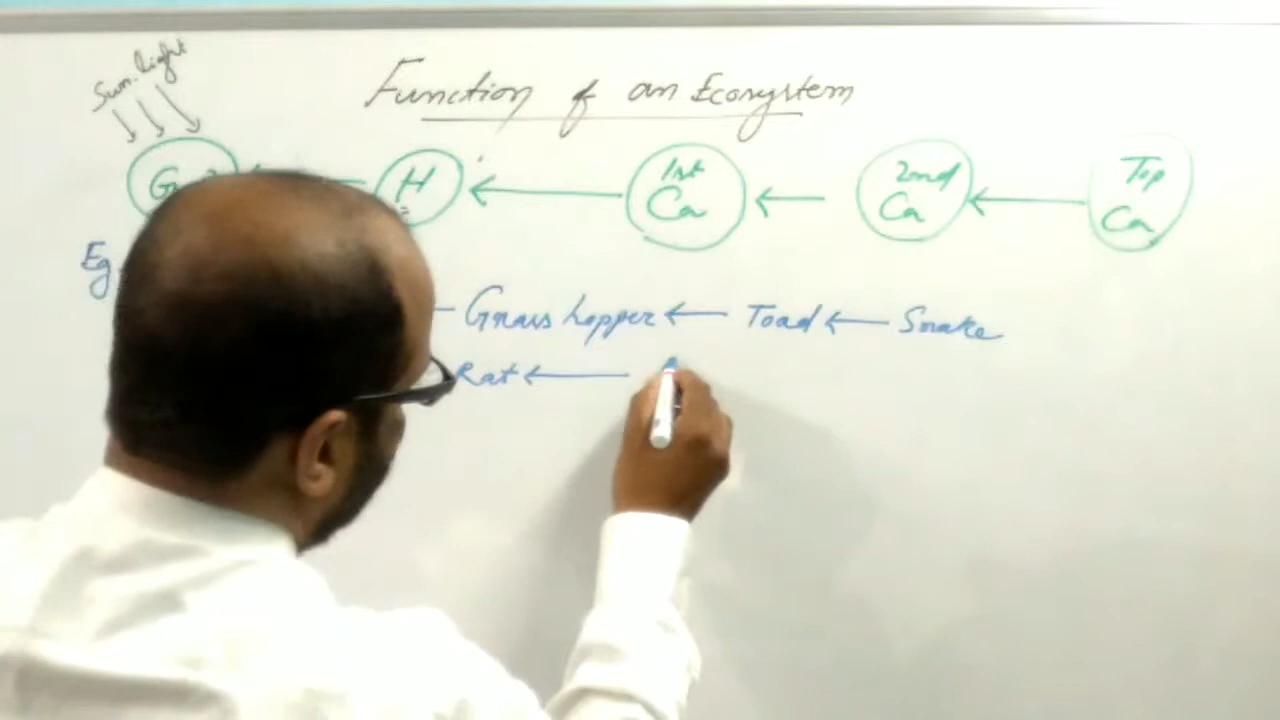 Sun light
Function of an Ecosystem
H ← 1st Ca ← 2nd Ca ← Top Ca
Eg
Grass hopper ← Toad ← Snake
Rat ←